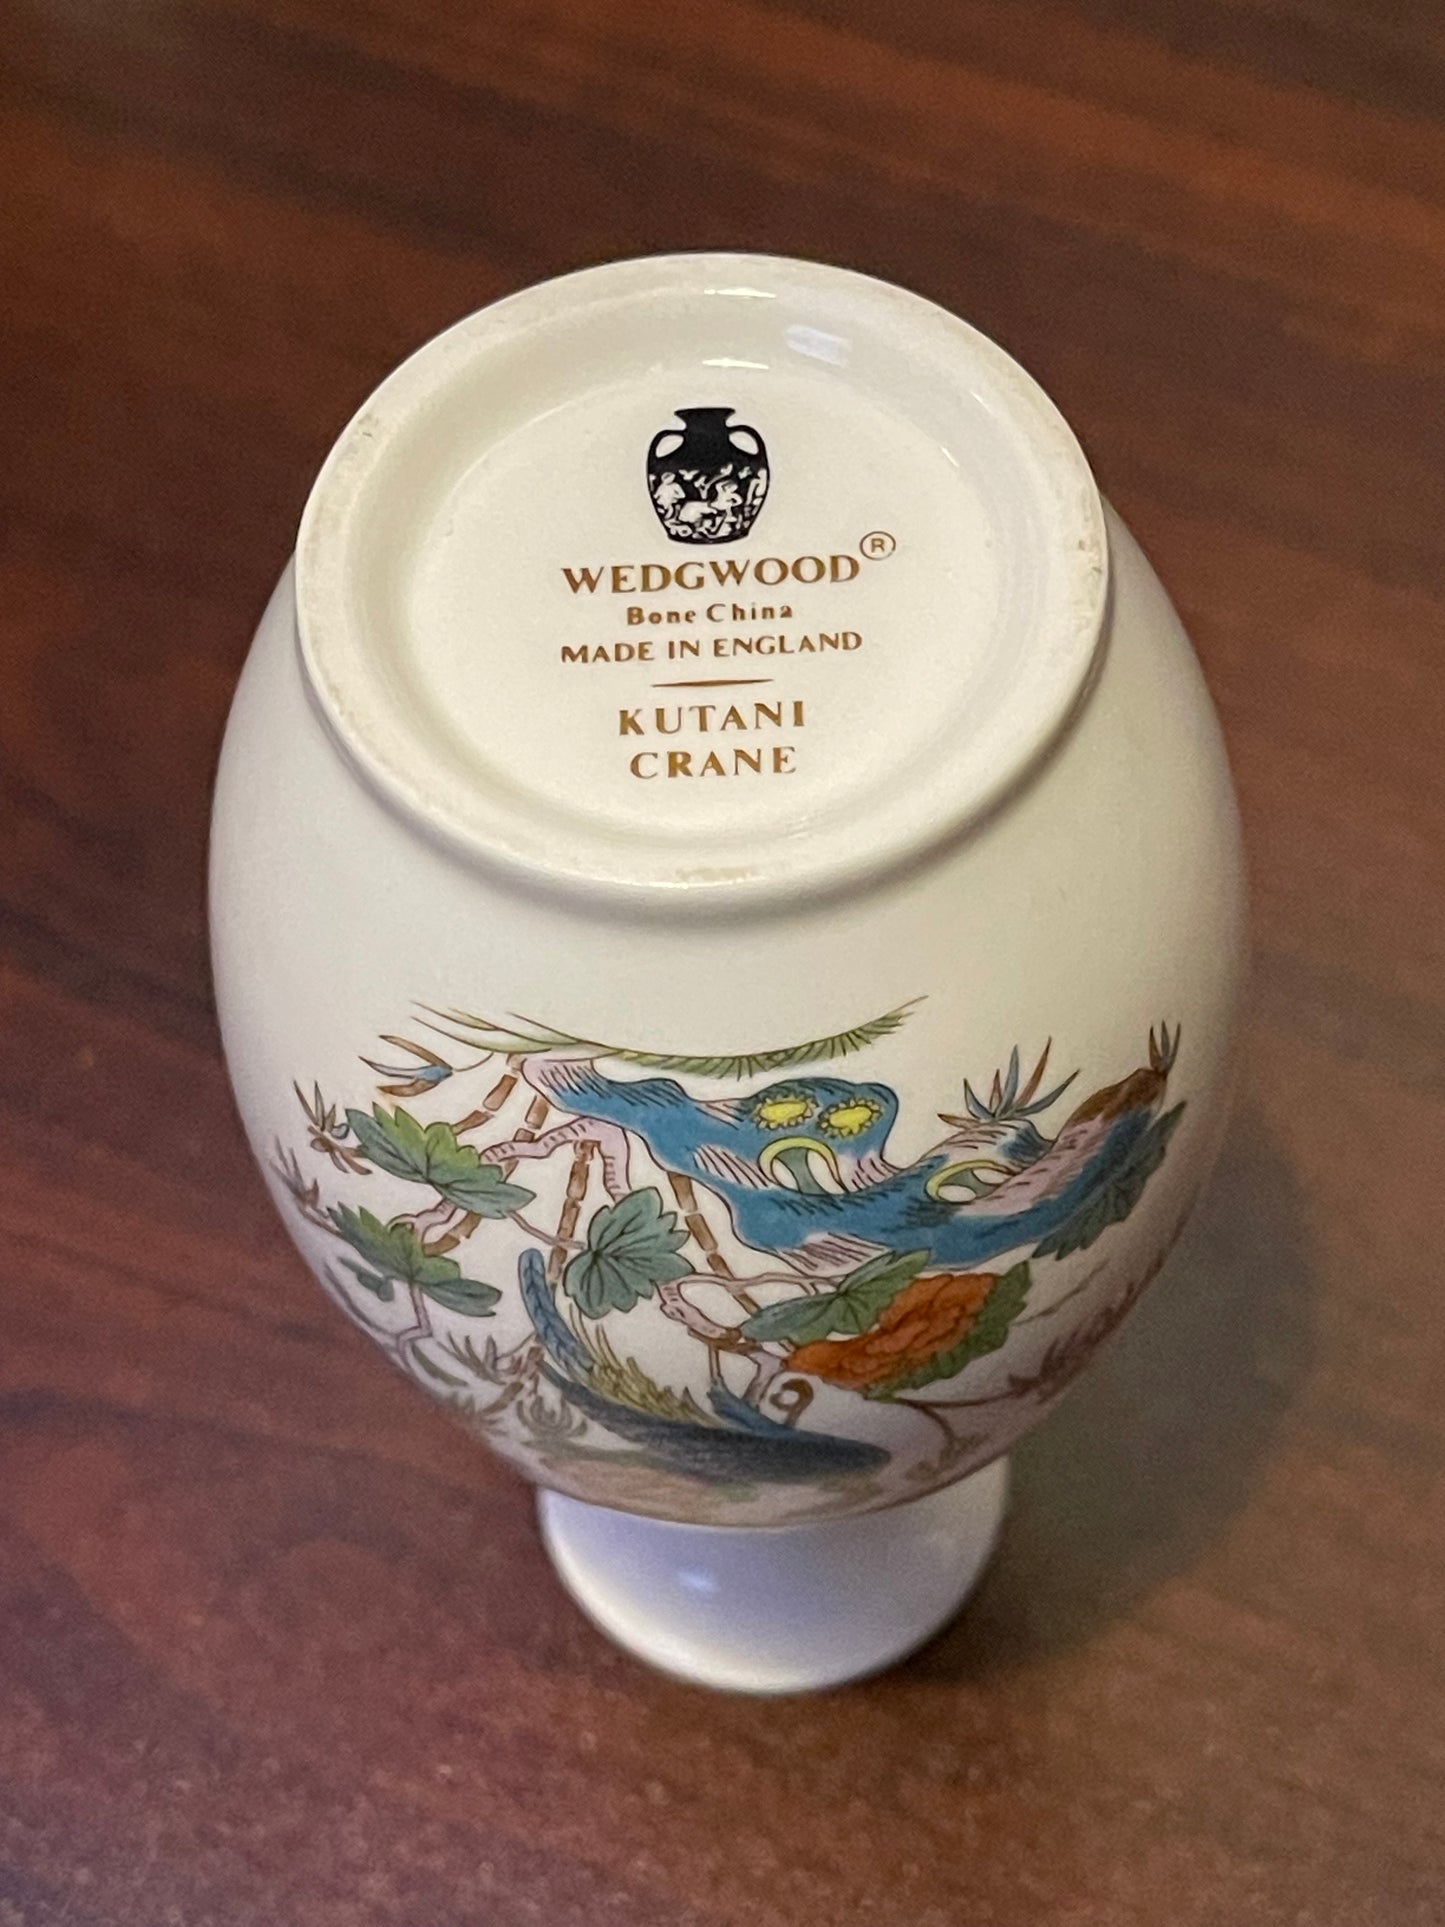 WEDGWOOD®
Bone China
MADE IN ENGLAND
KUTANI
CRANE